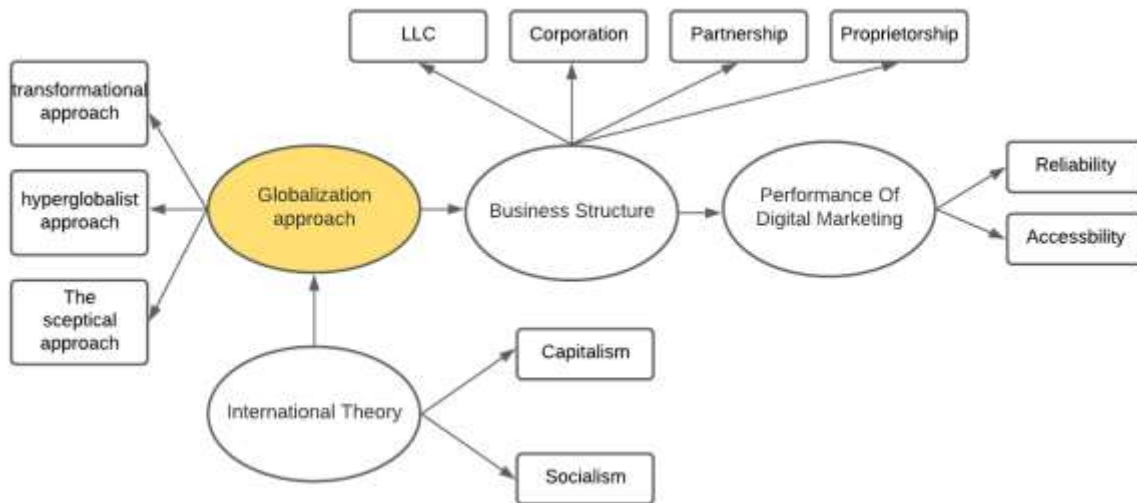 LLC
Corporation
Partnership
Proprietorship
transformational
approach
hyperglobalist
approach
The
sceptical
approach
Globalization
approach
Business Structure
Performance Of
Digital Marketing
Reliability
Accessbility
International Theory
Capitalism
Socialism